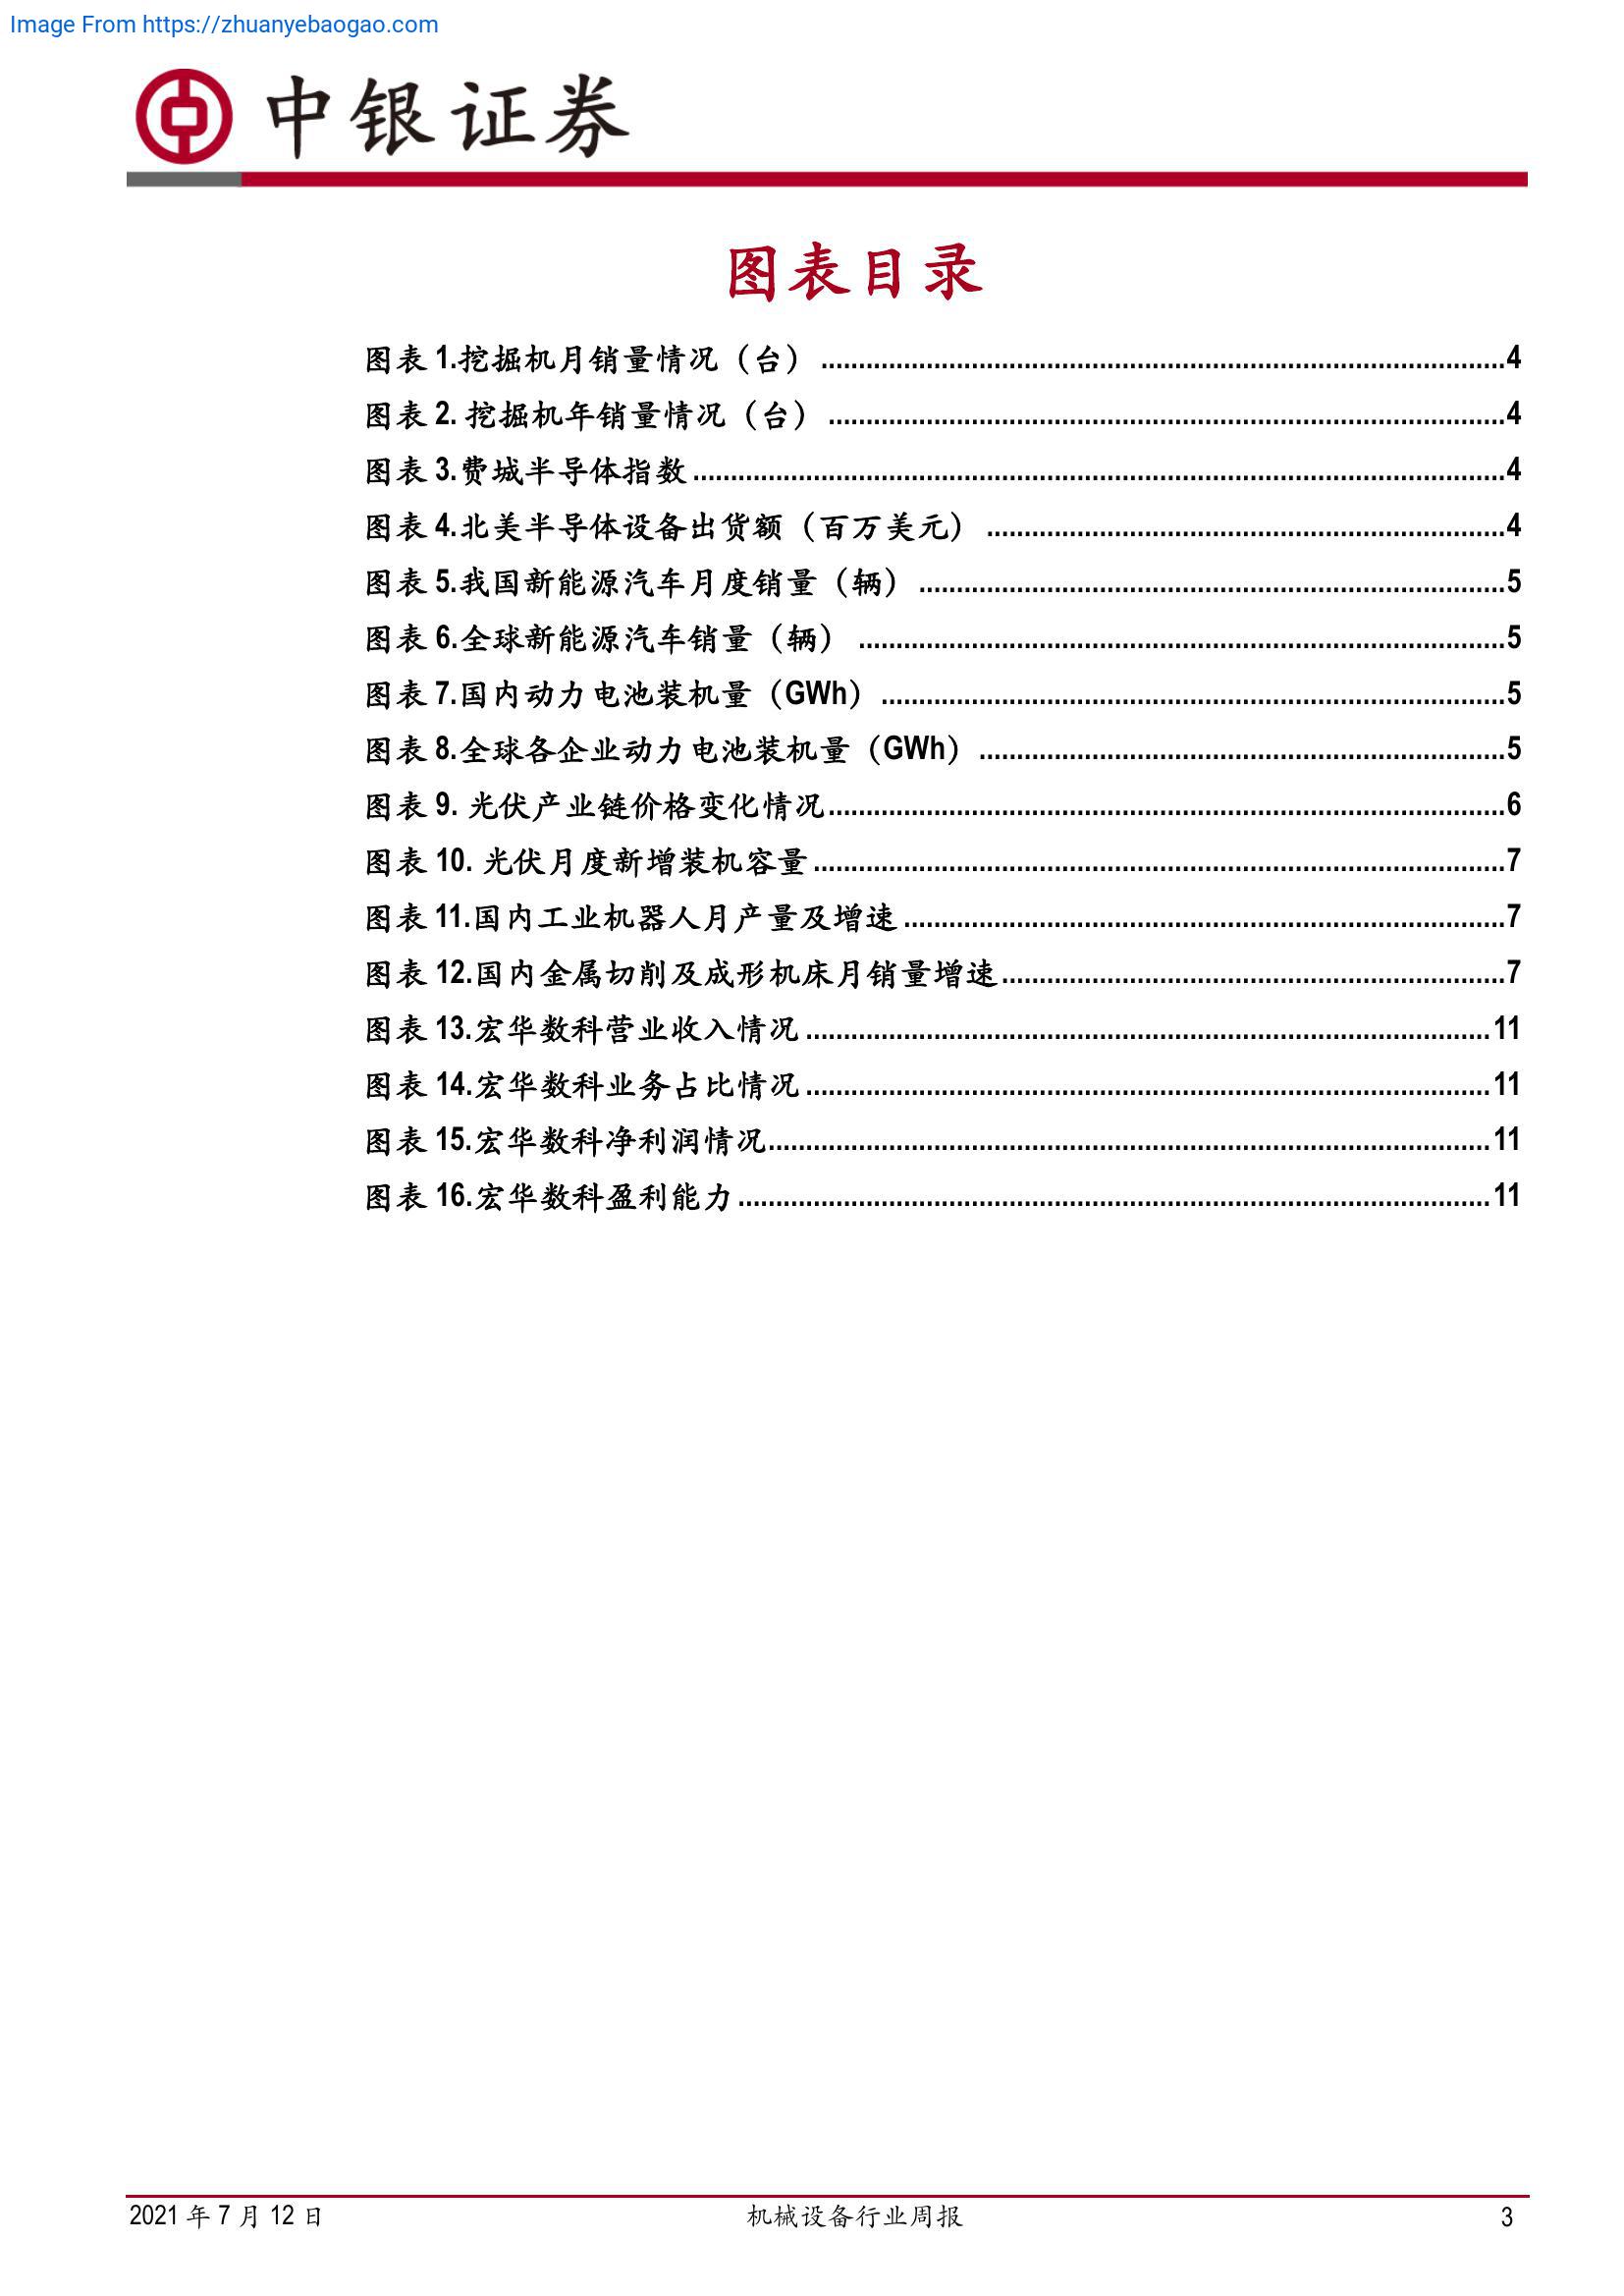 Image From https://zhuanyebaogao.com
中银证券
图表目录
图表 1.挖掘机月销量情况（台） ..........4
图表 2. 挖掘机年销量情况（台） ..........4
图表 3.费城半导体指数 ..........4
图表 4.北美半导体设备出货额（百万美元） ..........4
图表 5.我国新能源汽车月度销量（辆） ..........5
图表 6.全球新能源汽车销量（辆） ..........5
图表 7.国内动力电池装机量（GWh） ..........5
图表 8.全球各企业动力电池装机量（GWh） ..........5
图表 9. 光伏产业链价格变化情况 ..........6
图表 10. 光伏月度新增装机容量 ..........7
图表 11.国内工业机器人月产量及增速 ..........7
图表 12.国内金属切削及成形机床月销量增速 ..........7
图表 13.宏华数科营业收入情况 ..........11
图表 14.宏华数科业务占比情况 ..........11
图表 15.宏华数科净利润情况 ..........11
图表 16.宏华数科盈利能力 ..........11
2021 年 7 月 12 日 机械设备行业周报 3